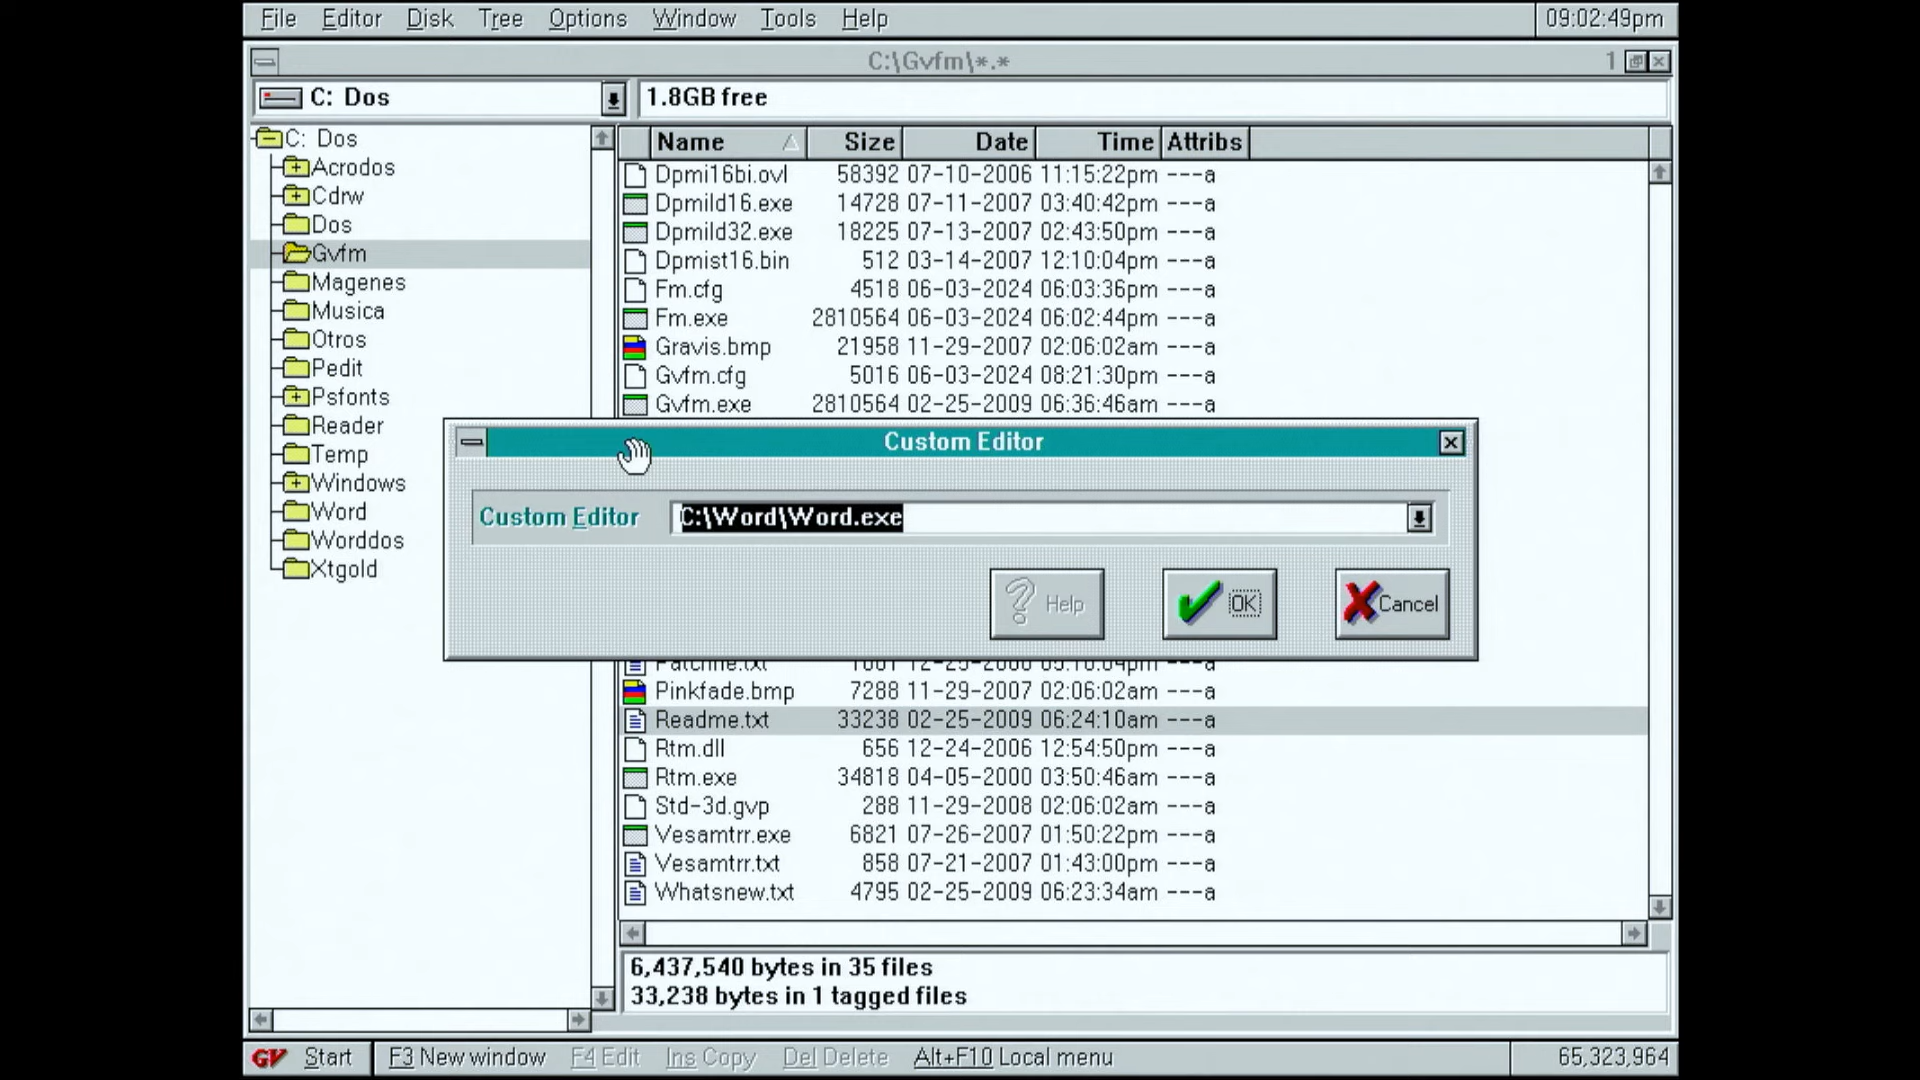 File Editor Disk Tree Options Window Tools Help 09:02:49pm
C:\Gvfm\*.* 1
C: Dos 1.8GB free
C: Dos
Acrodos
Cdrw
Dos
Gvfm
Magenes
Musica
Otros
Pedit
Psfonts
Reader
Temp
Windows
Word
Worddos
Xtgold
Name Size Date Time Attribs
Dpmi16bi.ovl 58392 07-10-2006 11:15:22pm ---a
Dpmild16.exe 14728 07-11-2007 03:40:42pm ---a
Dpmild32.exe 18225 07-13-2007 02:43:50pm ---a
Dpmist16.bin 512 03-14-2007 12:10:04pm ---a
Fm.cfg 4518 06-03-2024 06:03:36pm ---a
Fm.exe 2810564 06-03-2024 06:02:44pm ---a
Gravis.bmp 21958 11-29-2007 02:06:02am ---a
Gvfm.cfg 5016 06-03-2024 08:21:30pm ---a
Gvfm.exe 2810564 02-25-2009 06:36:46am ---a
Custom Editor
Custom Editor C:\Word\Word.exe
? Help OK Cancel
Pinkfade.bmp 7288 11-29-2007 02:06:02am ---a
Readme.txt 33238 02-25-2009 06:24:10am ---a
Rtm.dll 656 12-24-2006 12:54:50pm ---a
Rtm.exe 34818 04-05-2000 03:50:46am ---a
Std-3d.gvp 288 11-29-2008 02:06:02am ---a
Vesamtrr.exe 6821 07-26-2007 01:50:22pm ---a
Vesamtrr.txt 858 07-21-2007 01:43:00pm ---a
Whatsnew.txt 4795 02-25-2009 06:23:34am ---a
6,437,540 bytes in 35 files
33,238 bytes in 1 tagged files
GV Start F3 New window F4 Edit Ins Copy Del Delete Alt+F10 Local menu 65,323,964